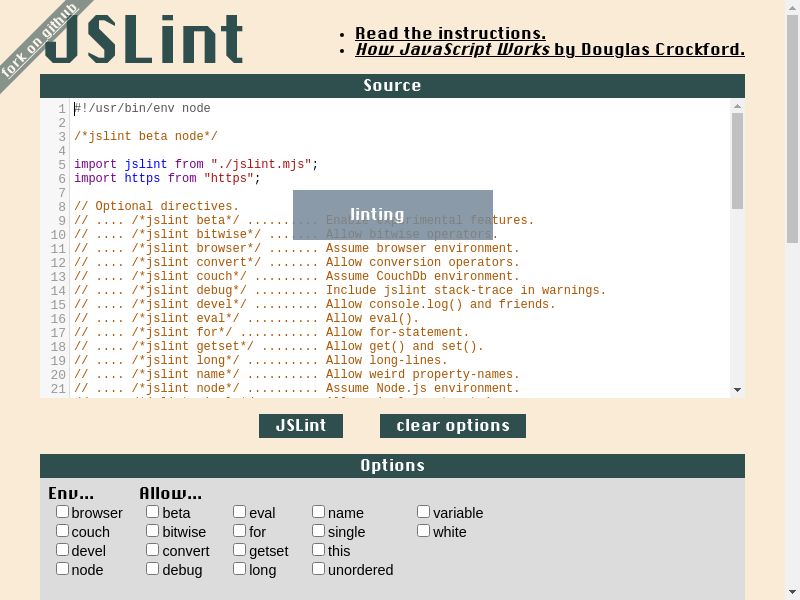 fork on github
JSLint
• Read the instructions.
• How JavaScript Works by Douglas Crockford.
Source
1 #!/usr/bin/env node
2
3 /*jslint beta node*/
4
5 import jslint from "./jslint.mjs";
6 import https from "https";
7
8 // Optional directives.
9 // .... /*jslint beta*/ .......... Enable experimental features.
10 // .... /*jslint bitwise*/ ....... Allow bitwise operators.
linting
11 // .... /*jslint browser*/ ....... Assume browser environment.
12 // .... /*jslint convert*/ ....... Allow conversion operators.
13 // .... /*jslint couch*/ ......... Assume CouchDb environment.
14 // .... /*jslint debug*/ ......... Include jslint stack-trace in warnings.
15 // .... /*jslint devel*/ ......... Allow console.log() and friends.
16 // .... /*jslint eval*/ .......... Allow eval().
17 // .... /*jslint for*/ ........... Allow for-statement.
18 // .... /*jslint getset*/ ........ Allow get() and set().
19 // .... /*jslint long*/ .......... Allow long-lines.
20 // .... /*jslint name*/ .......... Allow weird property-names.
21 // .... /*jslint node*/ .......... Assume Node.js environment.
JSLint clear options
Options
Env... Allow...
browser beta eval name variable
couch bitwise for single white
devel convert getset this
node debug long unordered